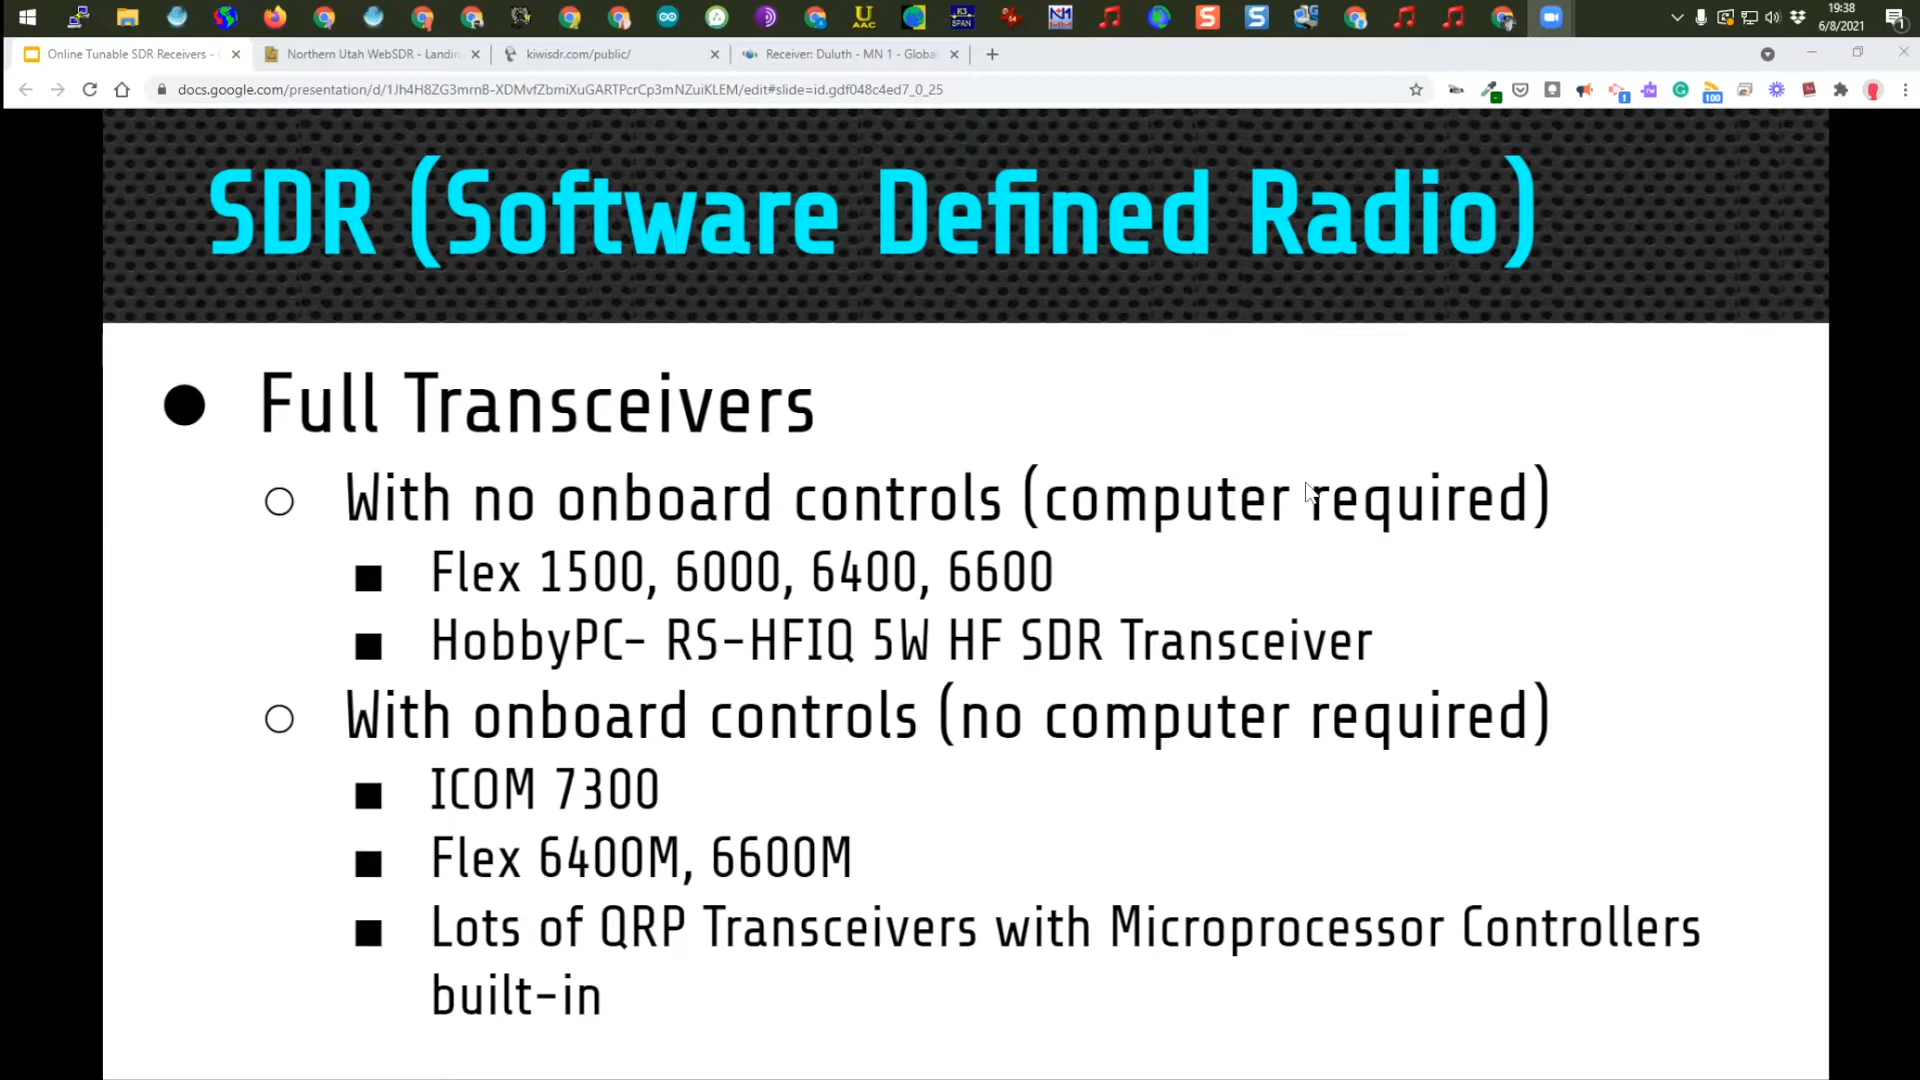 19:38
6/8/2021
Online Tunable SDR Receivers -
Northern Utah WebSDR - Landin
kiwisdr.com/public/
Receiver: Duluth - MN 1 - Global
docs.google.com/presentation/d/1Jh4H8ZG3mrnB-XDMvfZbmiXuGARTPcrCp3mNZuiKLEM/edit#slide=id.gdf048c4ed7_0_25
100
SDR (Software Defined Radio)
● Full Transceivers
○ With no onboard controls (computer required)
■ Flex 1500, 6000, 6400, 6600
■ HobbyPC- RS-HFIQ 5W HF SDR Transceiver
○ With onboard controls (no computer required)
■ ICOM 7300
■ Flex 6400M, 6600M
■ Lots of QRP Transceivers with Microprocessor Controllers
built-in